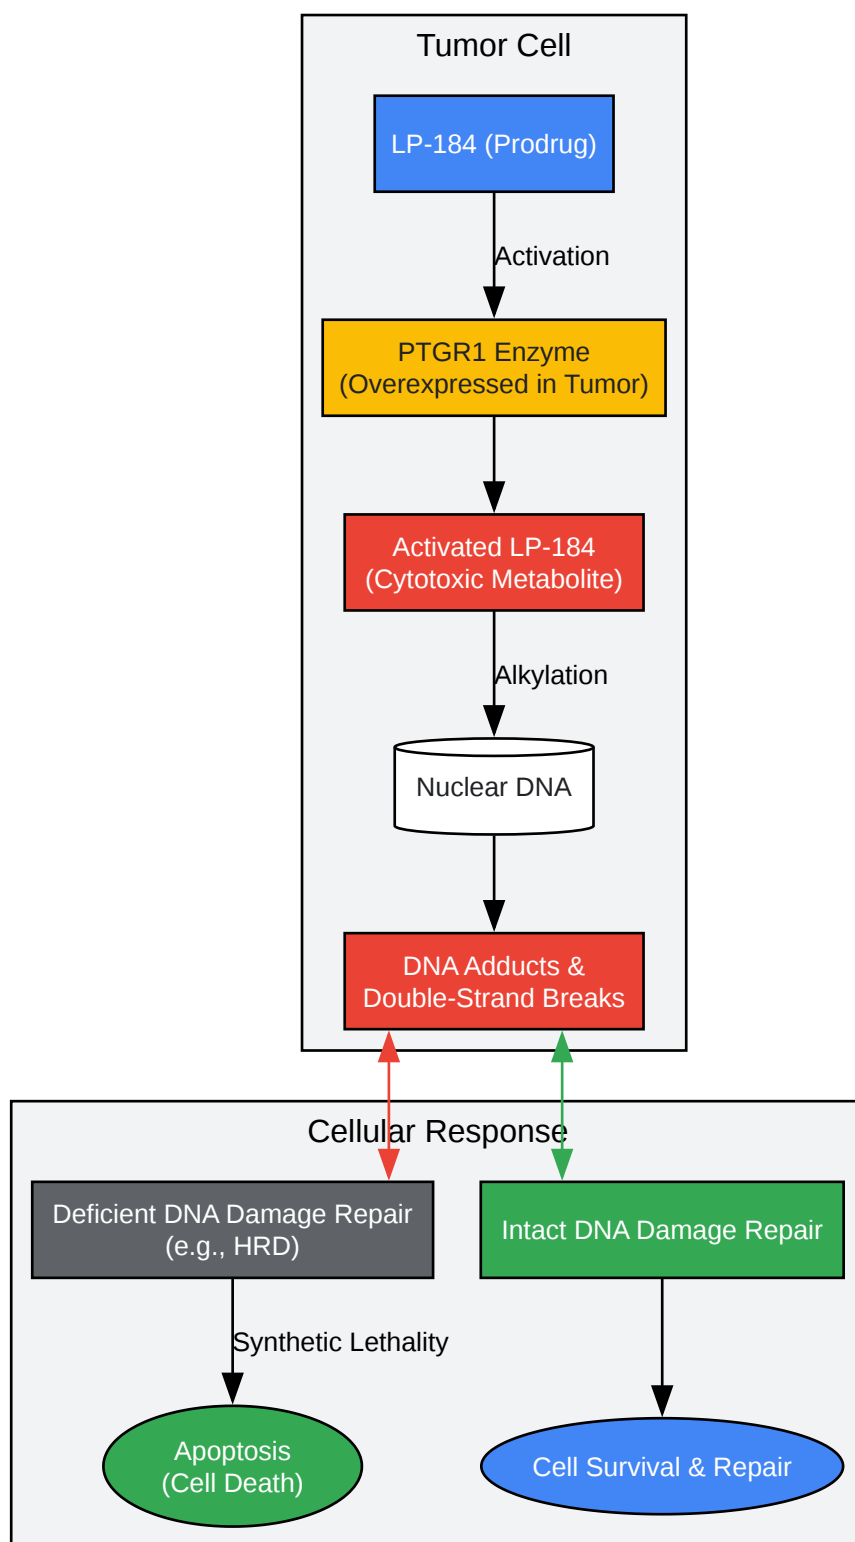 Tumor Cell
LP-184 (Prodrug)
Activation
PTGR1 Enzyme
(Overexpressed in Tumor)
Activated LP-184
(Cytotoxic Metabolite)
Alkylation
Nuclear DNA
DNA Adducts &
Double-Strand Breaks
Cellular Response
Deficient DNA Damage Repair
(e.g., HRD)
Intact DNA Damage Repair
Synthetic Lethality
Apoptosis
(Cell Death)
Cell Survival & Repair